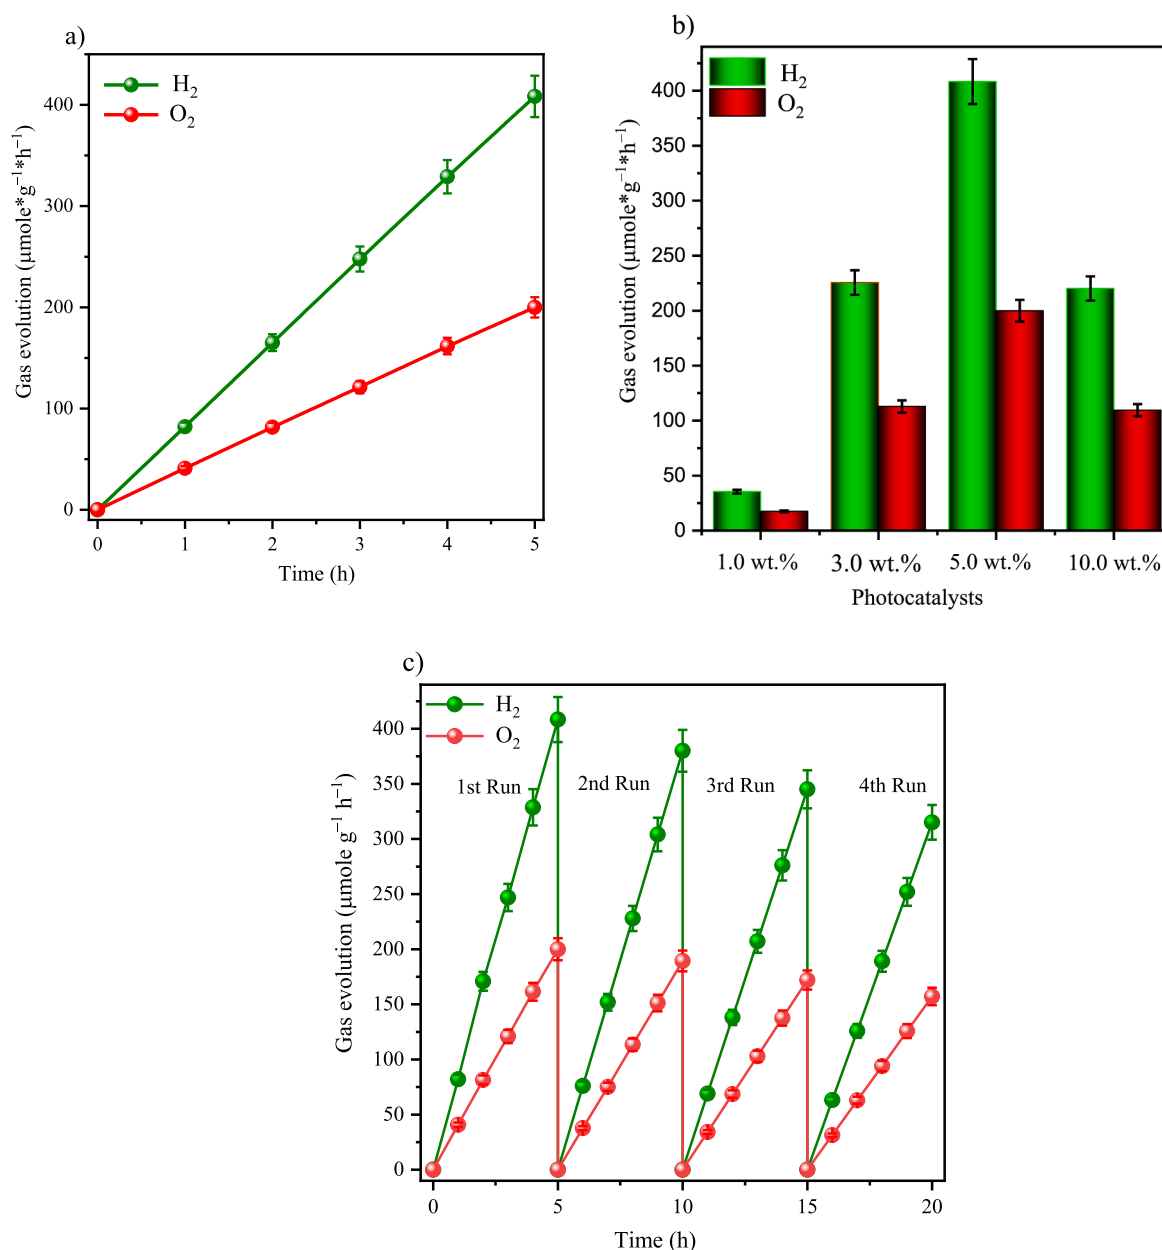 a)
H₂
O₂
Gas evolution (μmole*g⁻¹*h⁻¹)
400
300
200
100
0
0 1 2 3 4 5
Time (h)
b)
H₂
O₂
Gas evolution (μmole*g⁻¹*h⁻¹)
400
350
300
250
200
150
100
50
0
1.0 wt.% 3.0 wt.% 5.0 wt.% 10.0 wt.%
Photocatalysts
c)
H₂
O₂
1st Run 2nd Run 3rd Run 4th Run
Gas evolution (μmole g⁻¹ h⁻¹)
400
350
300
250
200
150
100
50
0
0 5 10 15 20
Time (h)